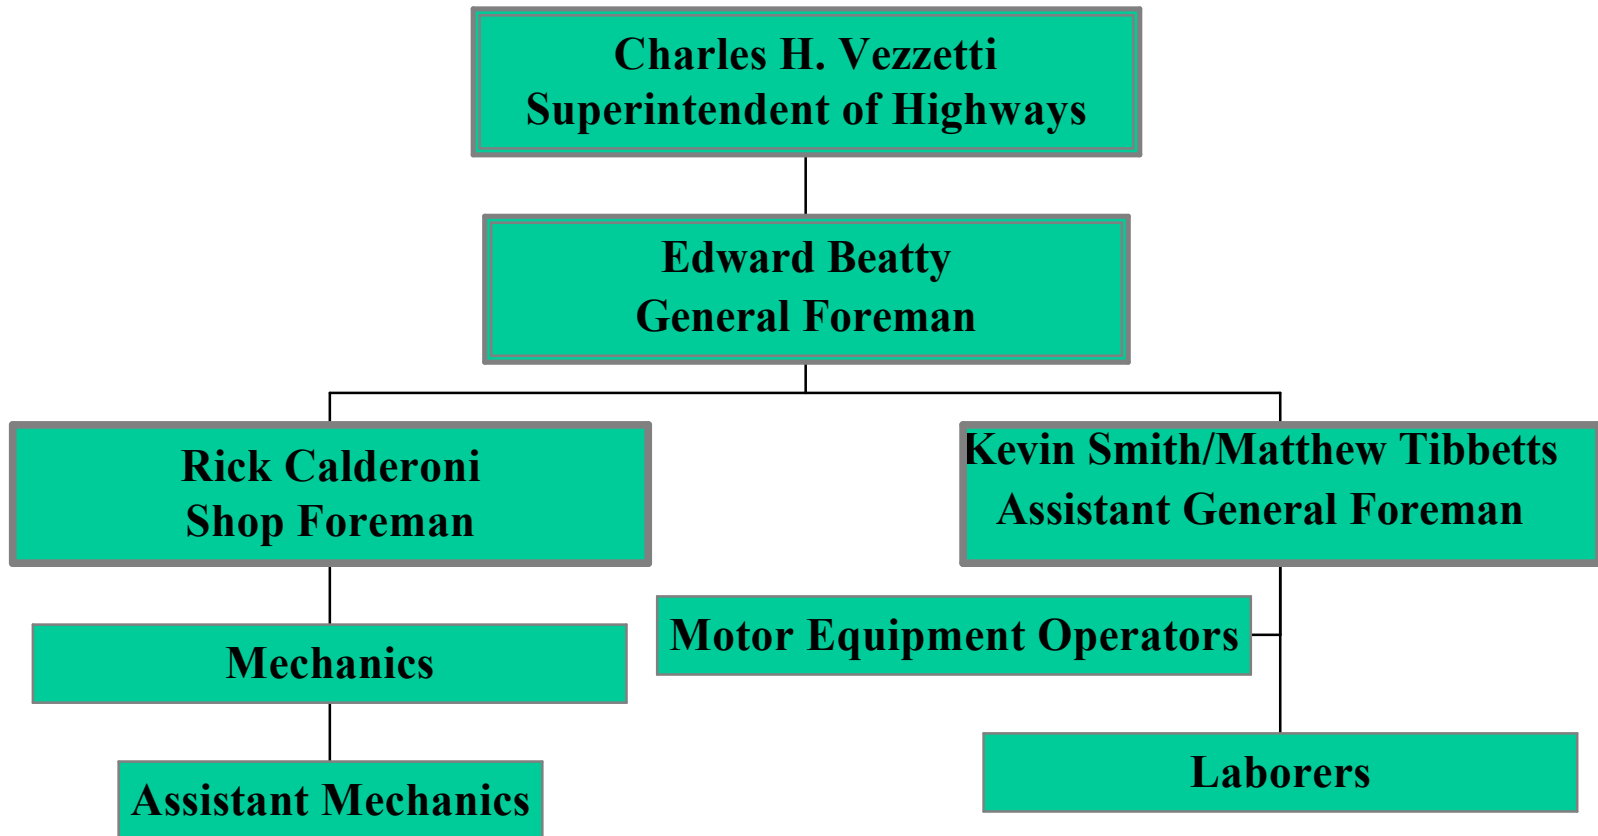 Charles H. Vezzetti
Superintendent of Highways
Edward Beatty
General Foreman
Rick Calderoni
Shop Foreman
Kevin Smith/Matthew Tibbetts
Assistant General Foreman
Motor Equipment Operators
Mechanics
Laborers
Assistant Mechanics